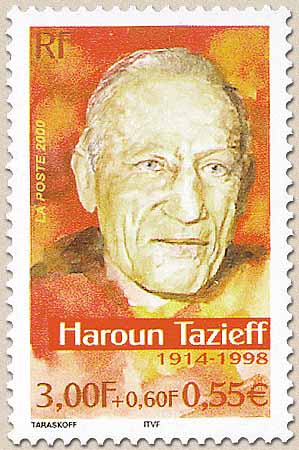 RF
LA POSTE 2000
Haroun Tazieff
1914-1998
3,00F+0,60F 0,55€
TARASKOFF ITVF